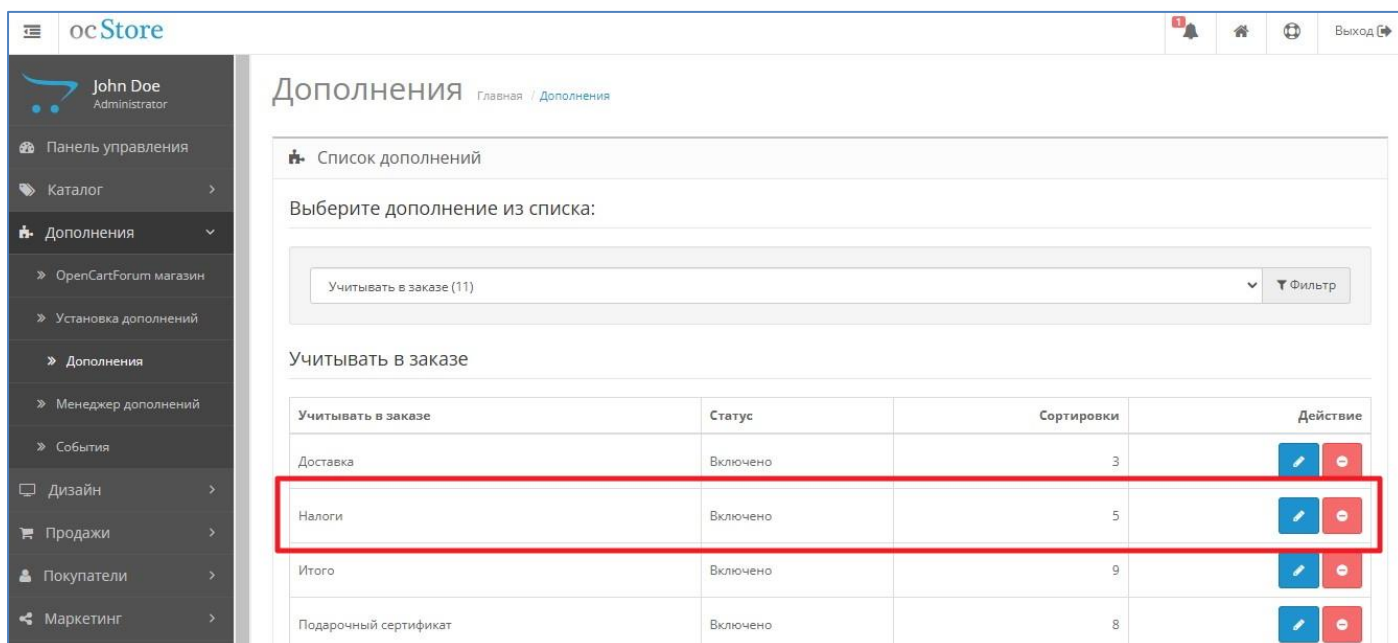 ocStore
1
Выход
John Doe
Administrator
Панель управления
Каталог
Дополнения
OpenCartForum магазин
Установка дополнений
Дополнения
Менеджер дополнений
События
Дизайн
Продажи
Покупатели
Маркетинг
Дополнения Главная / Дополнения
Список дополнений
Выберите дополнение из списка:
Учитывать в заказе (11) Фильтр
Учитывать в заказе
Учитывать в заказе Статус Сортировки Действие
Доставка Включено 3
Налоги Включено 5
Итого Включено 9
Подарочный сертификат Включено 8